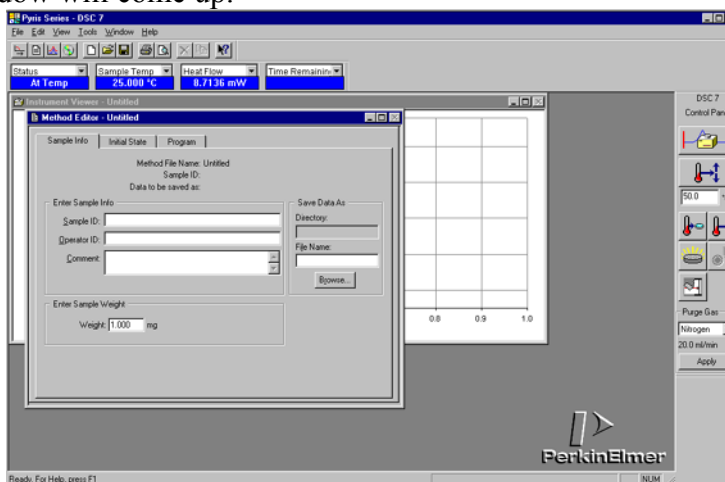 dow will come up.
Pyris Series - DSC 7
File Edit View Tools Window Help
Status Sample Temp Heat Flow Time Remaining
At Temp 25.000 °C 0.7136 mW
Instrument Viewer - Untitled
Method Editor - Untitled
Sample Info Initial State Program
Method File Name: Untitled
Sample ID:
Data to be saved as:
Enter Sample Info
Sample ID:
Operator ID:
Comment:
Save Data As
Directory:
File Name:
Browse...
Enter Sample Weight
Weight: 1.000 mg
0.8 0.9 1.0
DSC 7
Control Pan
50.0
Purge Gas
Nitrogen
20.0 ml/min
Apply
PerkinElmer
Ready. For Help, press F1 NUM